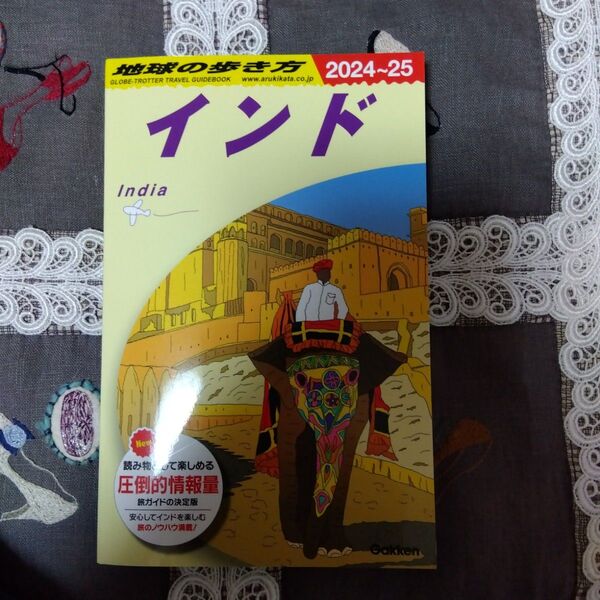 地球の歩き方
GLOBE-TROTTER TRAVEL GUIDEBOOK www.arukikata.co.jp
2024~25
インド
India
New
読み物として楽しめる
圧倒的情報量
旅ガイドの決定版
安心してインドを楽しむ
旅のノウハウ満載!
Gakken